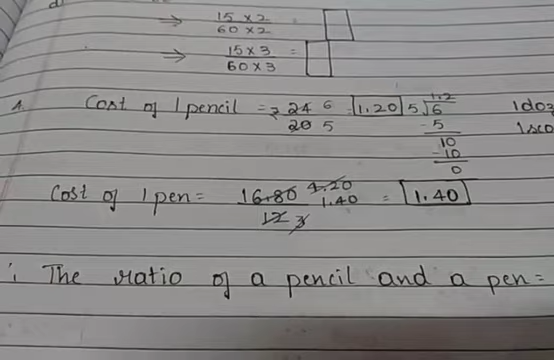 ⇒ 15 × 2 / 60 × 2 =
⇒ 15 × 3 / 60 × 3 =
Cost of 1 pencil = 24 6 / 20 5 = 1.20 5√6 1.2
- 5
10
- 10
0
1 doz
1 sco
Cost of 1 pen = 16.80 4.20 1.40 / 12 3 = 1.40
∴ The ratio of a pencil and a pen =